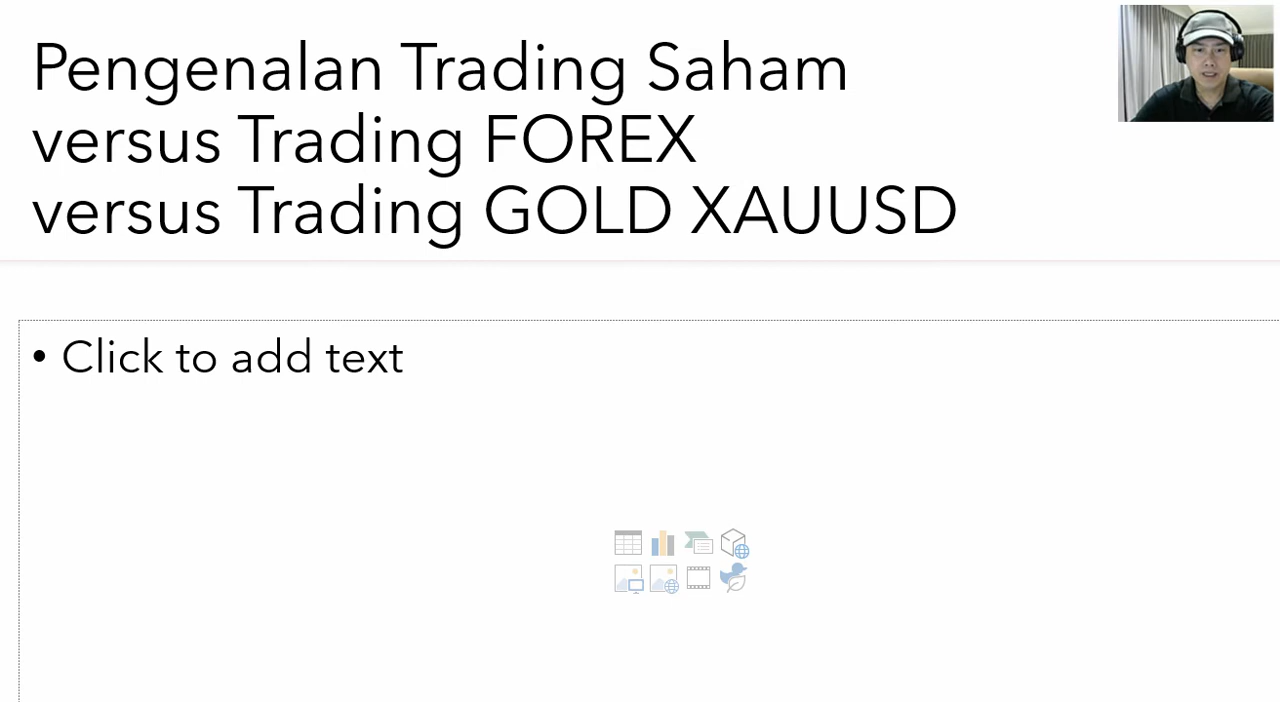 Pengenalan Trading Saham
versus Trading FOREX
versus Trading GOLD XAUUSD
• Click to add text